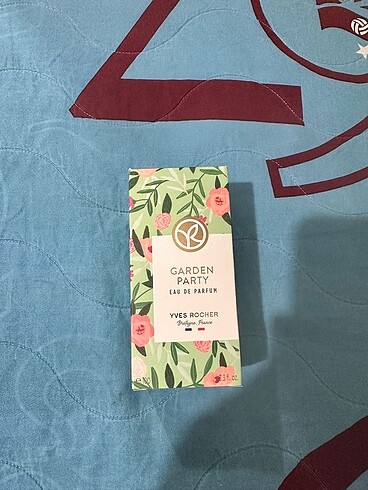 GARDEN
PARTY
EAU DE PARFUM
YVES ROCHER
Bretagne, France